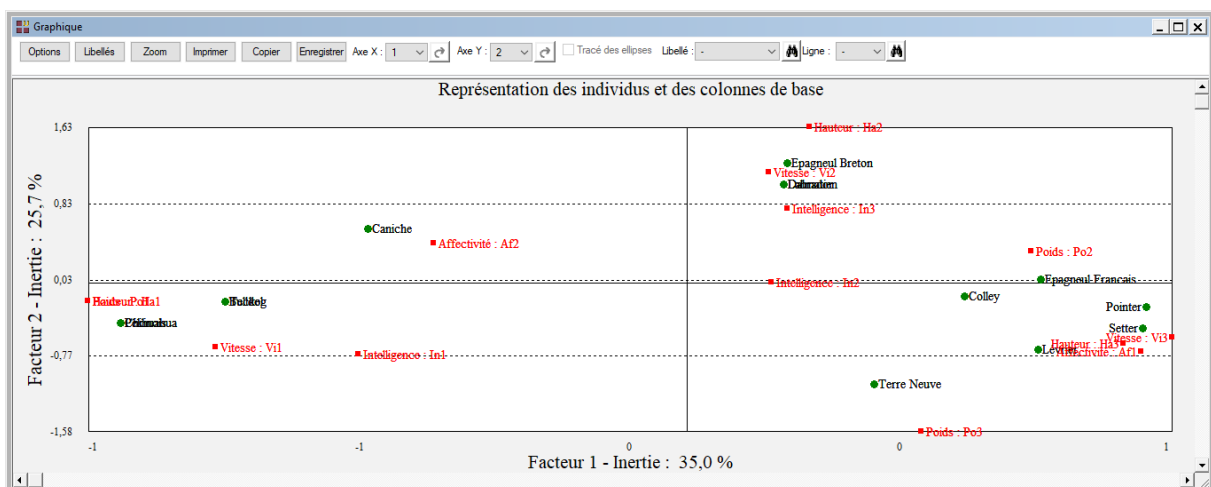 Graphique
Options Libellés Zoom Imprimer Copier Enregistrer Axe X : 1 Axe Y : 2 Tracé des ellipses Libellé : - Ligne : -
Représentation des individus et des colonnes de base
1,63
Hauteur : Ha2
Epagneul Breton
Vitesse : Vi2
0,83
Intelligence : In3
Caniche
Affectivité : Af2
Poids : Po2
0,03
Epagneul Francais
Intelligence : In2
Colley
Pointer
Setter
Vitesse : Vi3
Hauteur : Ha3
Affectivité : Af1
Vitesse : Vi1
Lévrier
Intelligence : In1
-0,77
Terre Neuve
-1,58
Poids : Po3
-1 -1 0 0 1
Facteur 1 - Inertie : 35,0 %
Facteur 2 - Inertie : 25,7 %